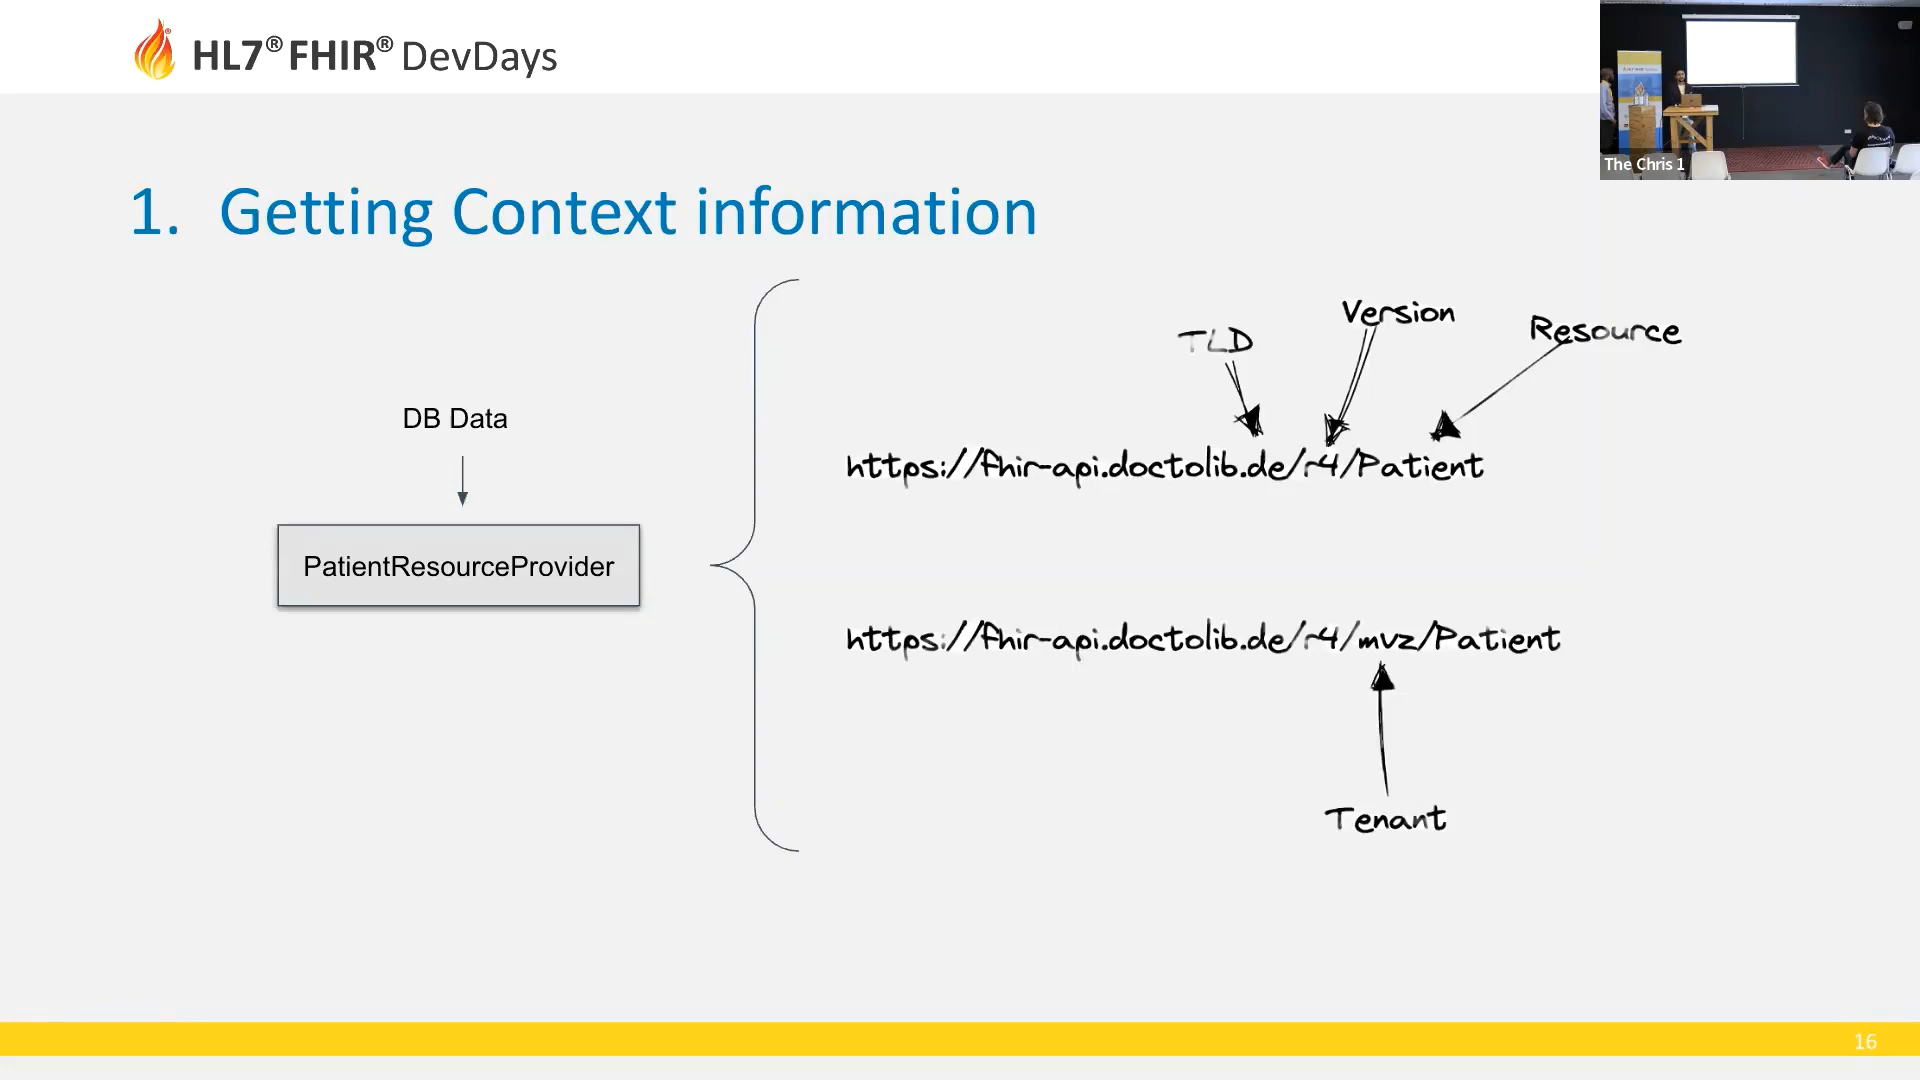 HL7® FHIR® DevDays
The Chris 1
1. Getting Context information
Version
TLD
Resource
DB Data
https://fhir-api.doctolib.de/r4/Patient
PatientResourceProvider
https://fhir-api.doctolib.de/r4/mvz/Patient
Tenant
16